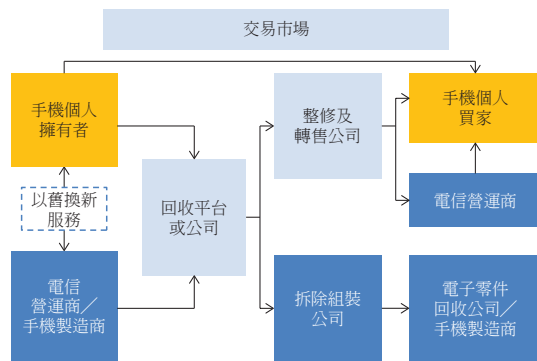 交易市場
手機個人
擁有者
整修及
轉售公司
手機個人
買家
以舊換新
服務
回收平台
或公司
電信營運商
電信
營運商／
手機製造商
拆除組裝
公司
電子零件
回收公司／
手機製造商